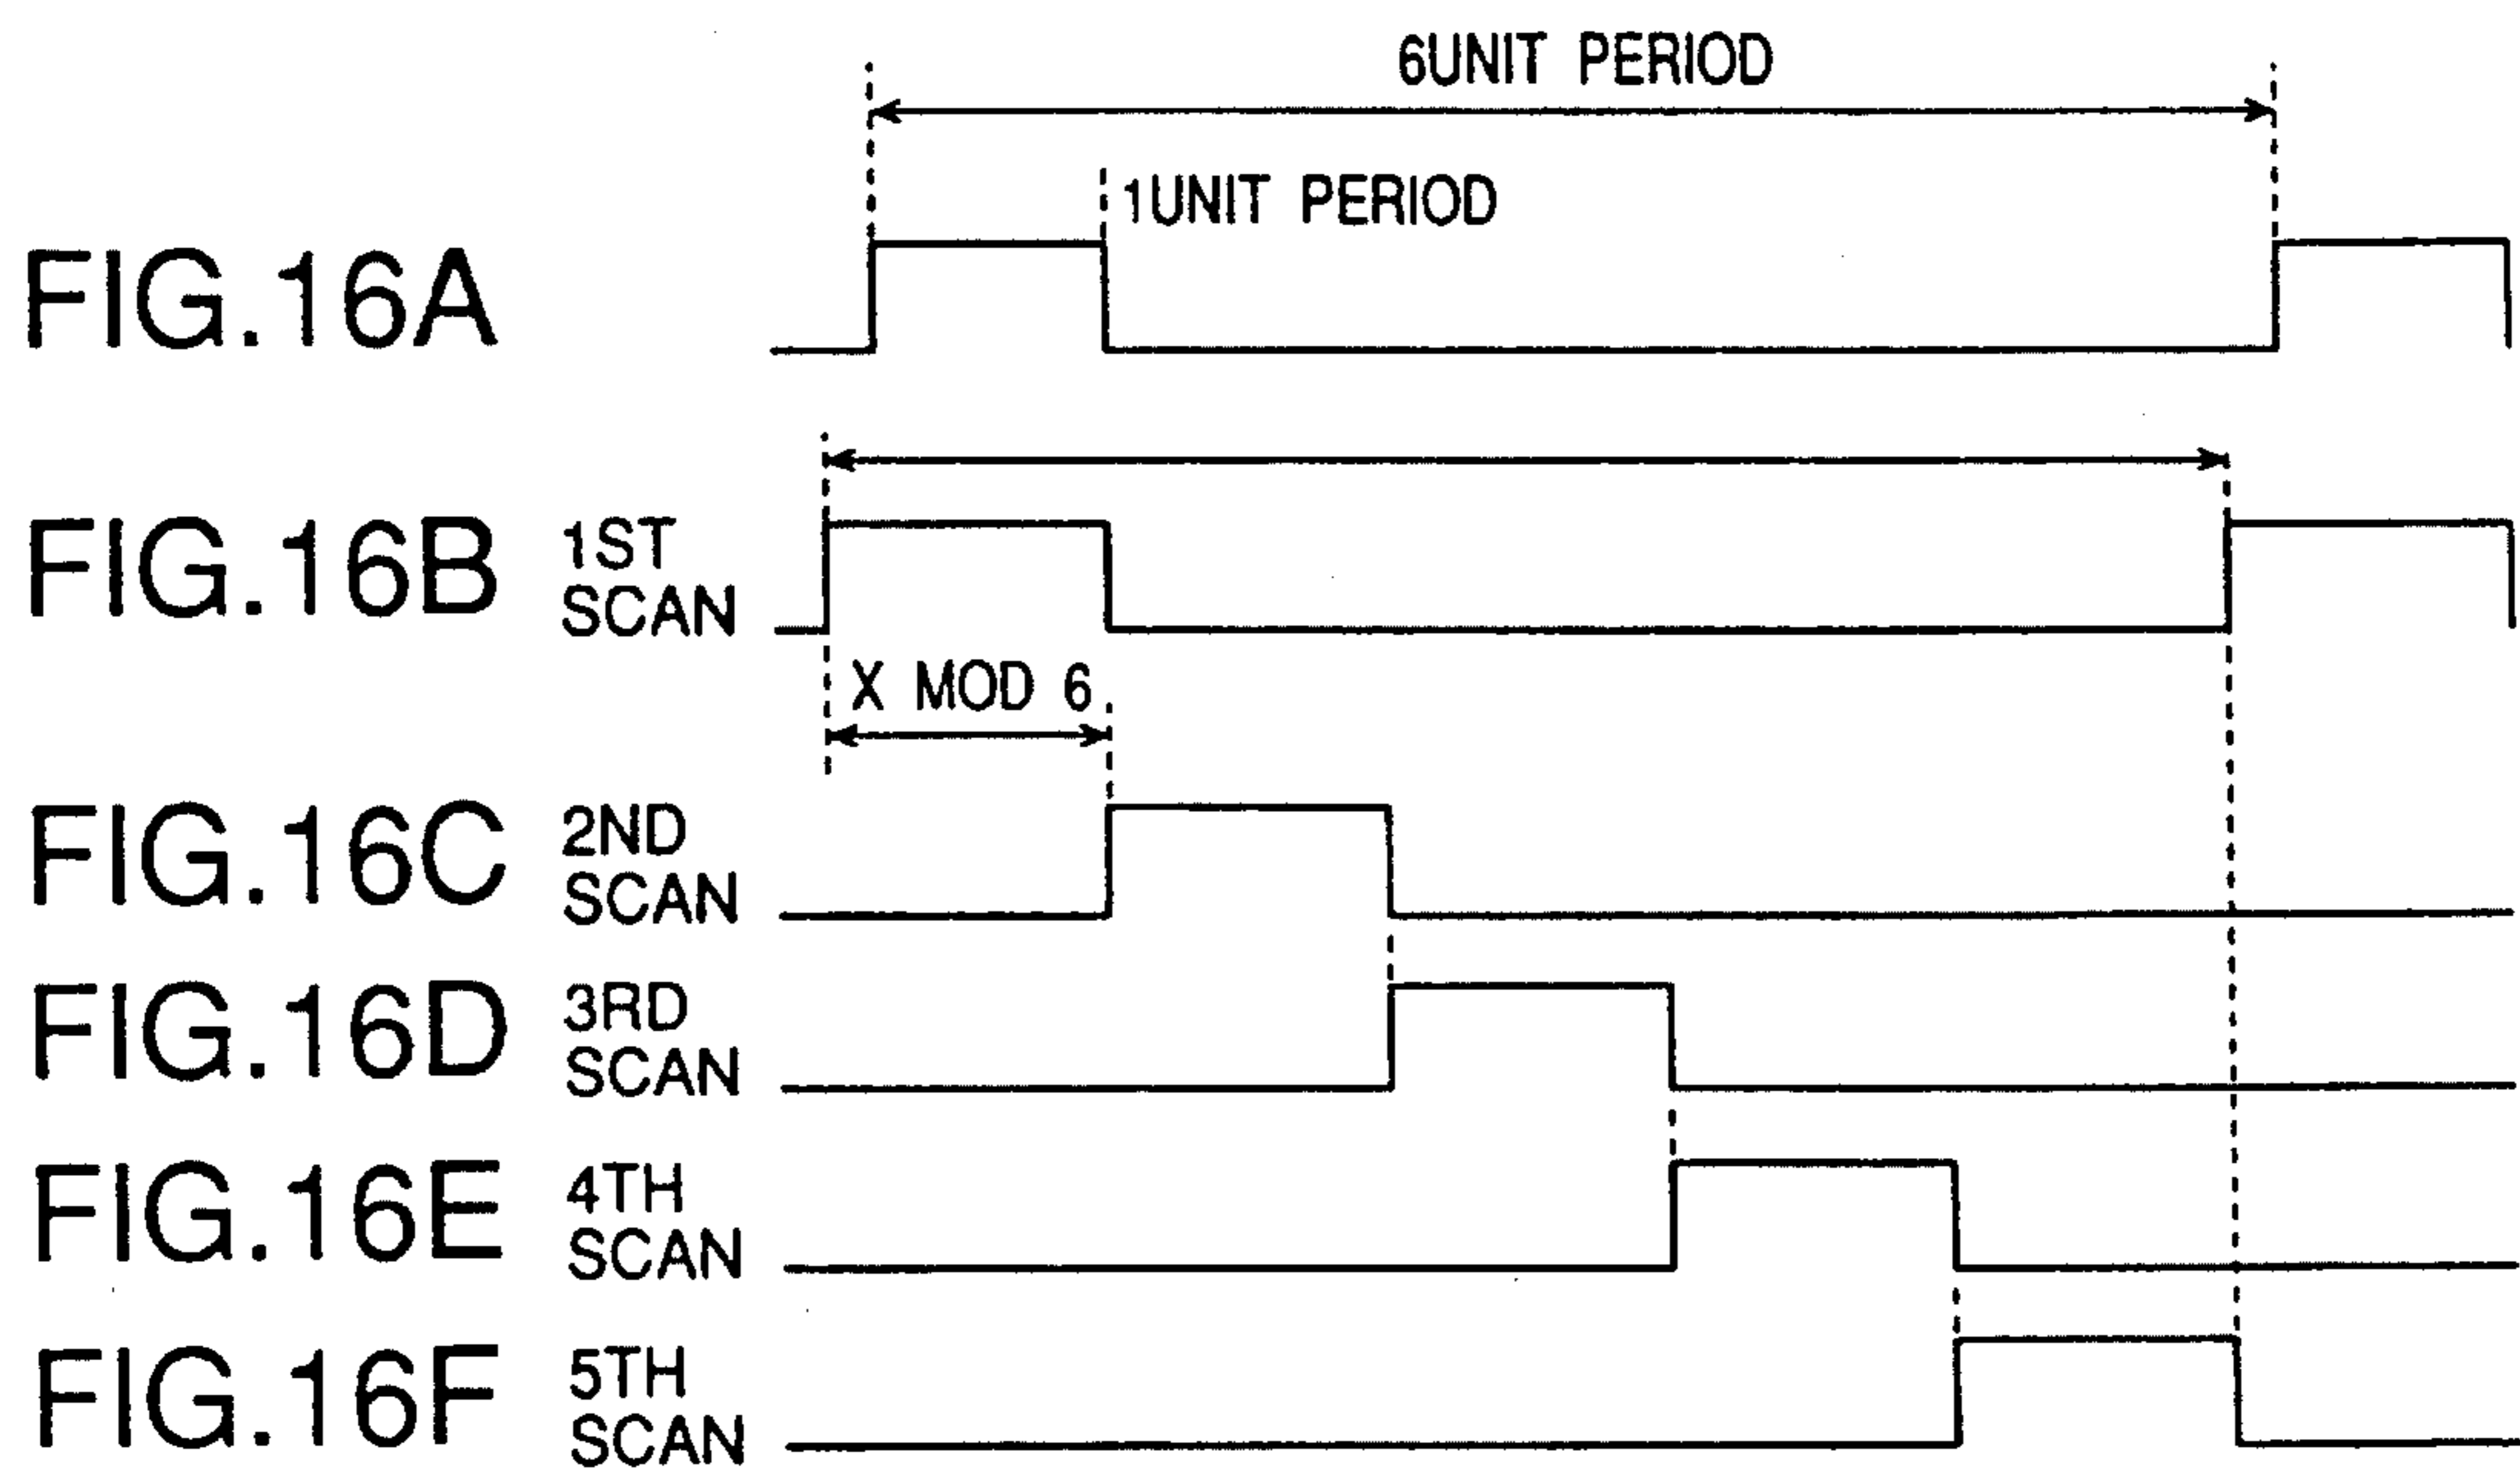 6UNIT PERIOD
1UNIT PERIOD
FIG.16A
FIG.16B
1ST
SCAN
X MOD 6
FIG.16C
2ND
SCAN
FIG.16D
3RD
SCAN
FIG.16E
4TH
SCAN
FIG.16F
5TH
SCAN